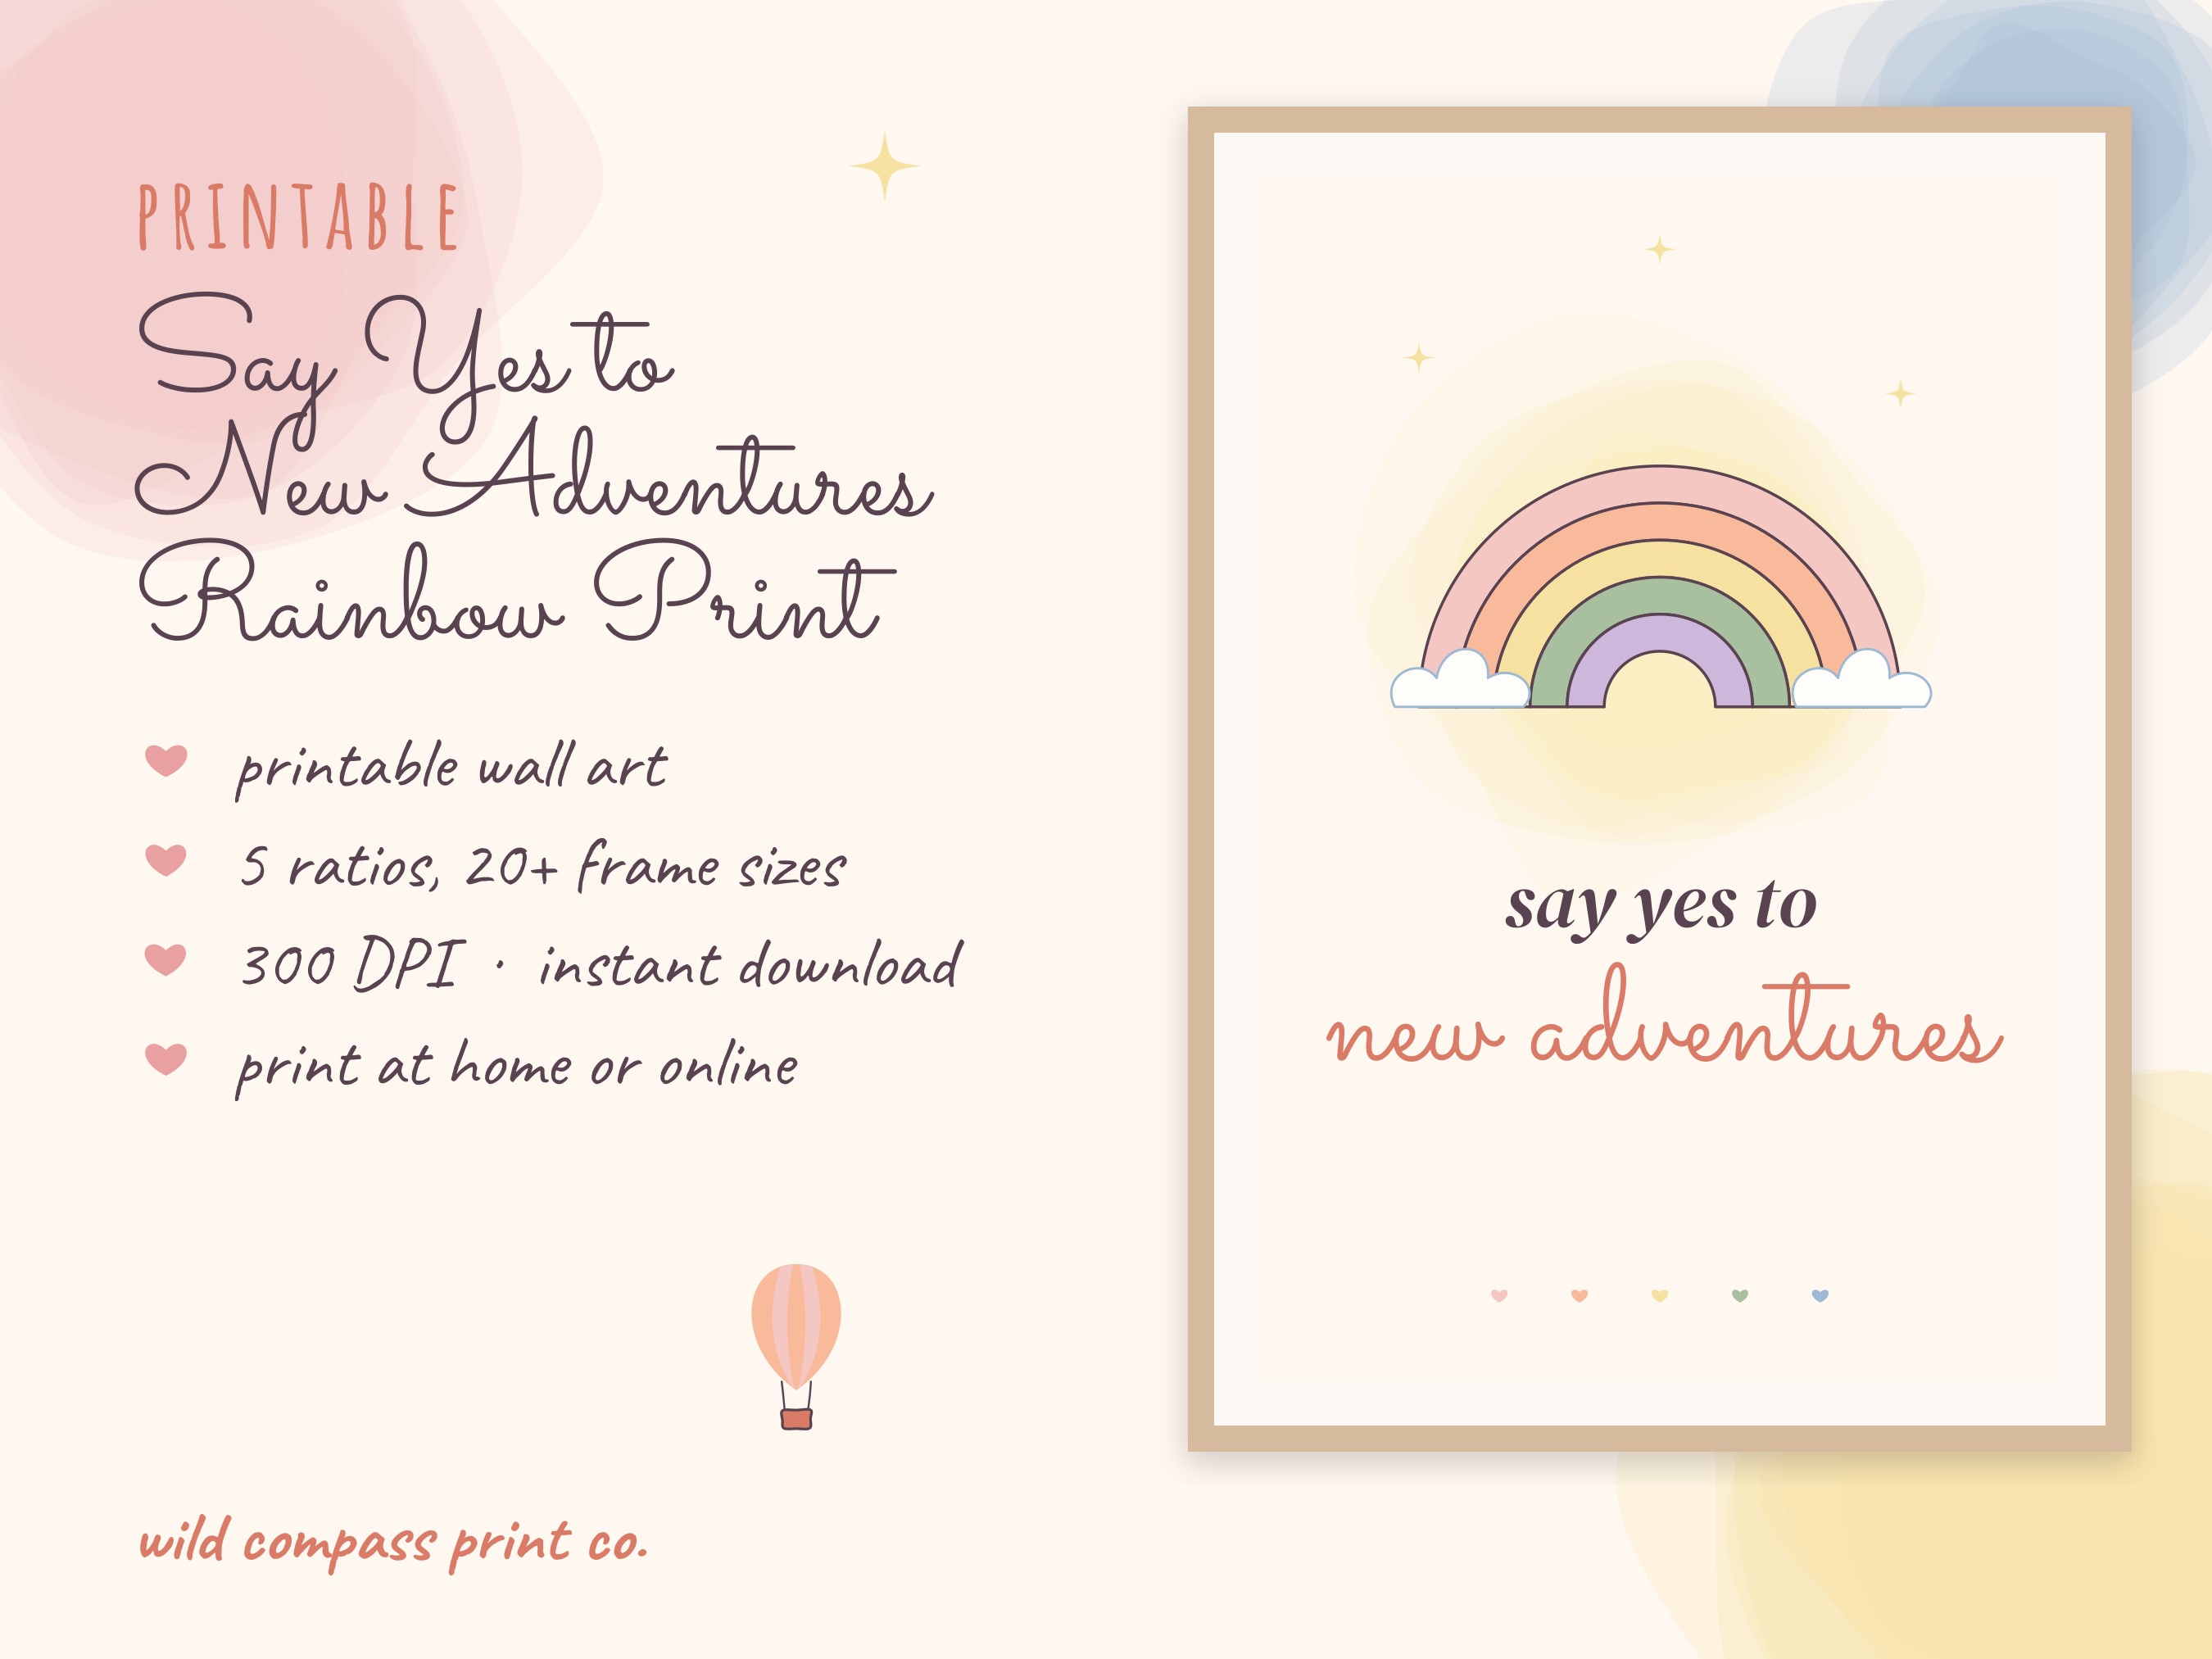 PRINTABLE
Say Yes to
New Adventures
Rainbow Print
printable wall art
5 ratios, 20+ frame sizes
300 DPI · instant download
print at home or online
wild compass print co.
say yes to
new adventures